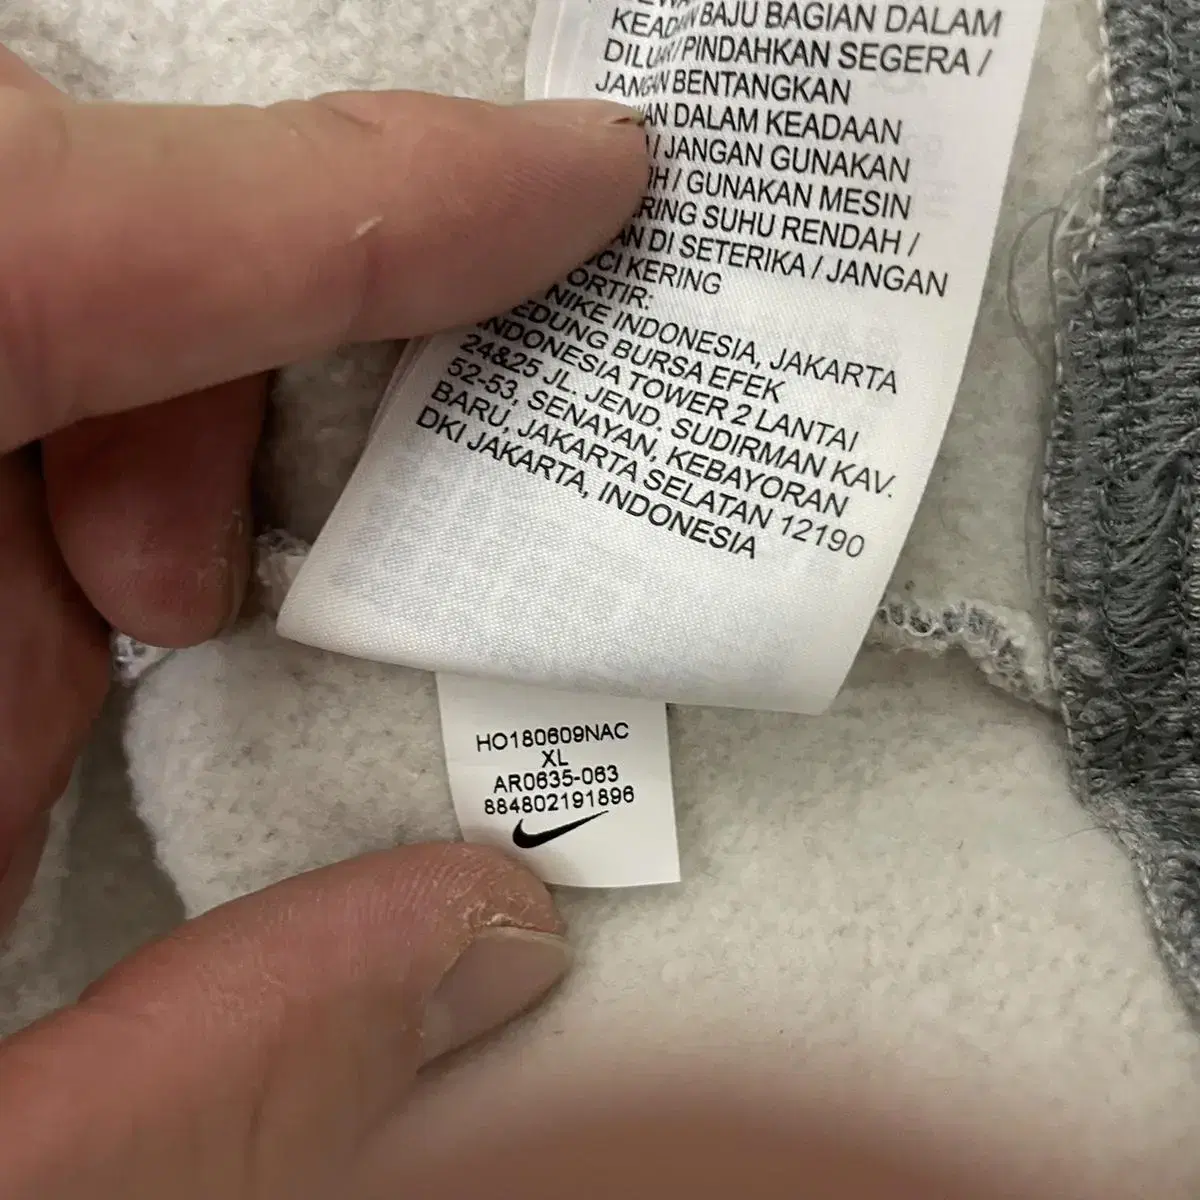 KEADAAN BAJU BAGIAN DALAM
DILUAR / PINDAHKAN SEGERA /
JANGAN BENTANGKAN
DALAM KEADAAN
/ JANGAN GUNAKAN
/ GUNAKAN MESIN
SUHU RENDAH /
DI SETERIKA / JANGAN
KERING
NIKE INDONESIA, JAKARTA
GEDUNG BURSA EFEK
INDONESIA TOWER 2 LANTAI
24&25 JL. JEND. SUDIRMAN KAV.
52-53, SENAYAN, KEBAYORAN
BARU, JAKARTA SELATAN 12190
DKI JAKARTA, INDONESIA
HO180609NAC
XL
AR0635-063
884802191896